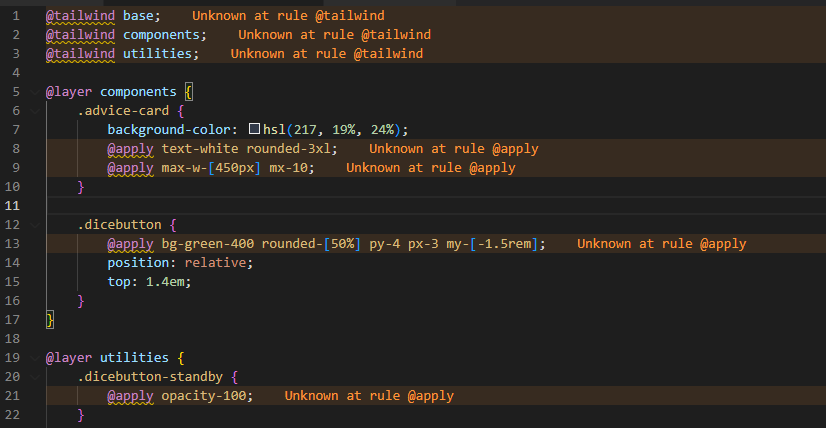 1 @tailwind base; Unknown at rule @tailwind
2 @tailwind components; Unknown at rule @tailwind
3 @tailwind utilities; Unknown at rule @tailwind
4
5 @layer components {
6 .advice-card {
7 background-color: hsl(217, 19%, 24%);
8 @apply text-white rounded-3xl; Unknown at rule @apply
9 @apply max-w-[450px] mx-10; Unknown at rule @apply
10 }
11
12 .dicebutton {
13 @apply bg-green-400 rounded-[50%] py-4 px-3 my-[-1.5rem]; Unknown at rule @apply
14 position: relative;
15 top: 1.4em;
16 }
17 }
18
19 @layer utilities {
20 .dicebutton-standby {
21 @apply opacity-100; Unknown at rule @apply
22 }